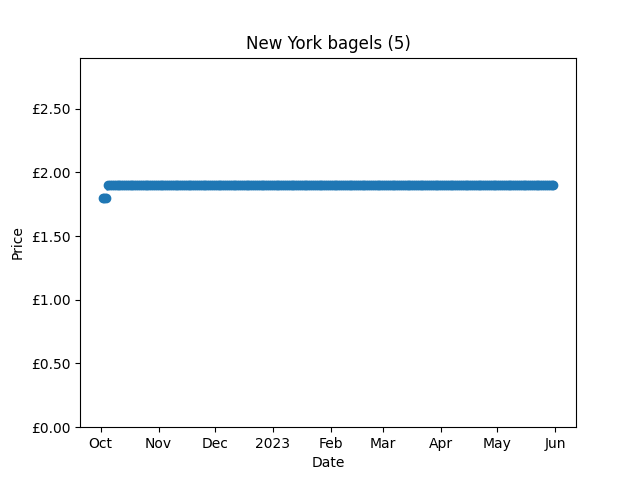 New York bagels (5)
£2.50
£2.00
£1.50
£1.00
£0.50
£0.00
Price
Oct Nov Dec 2023 Feb Mar Apr May Jun
Date